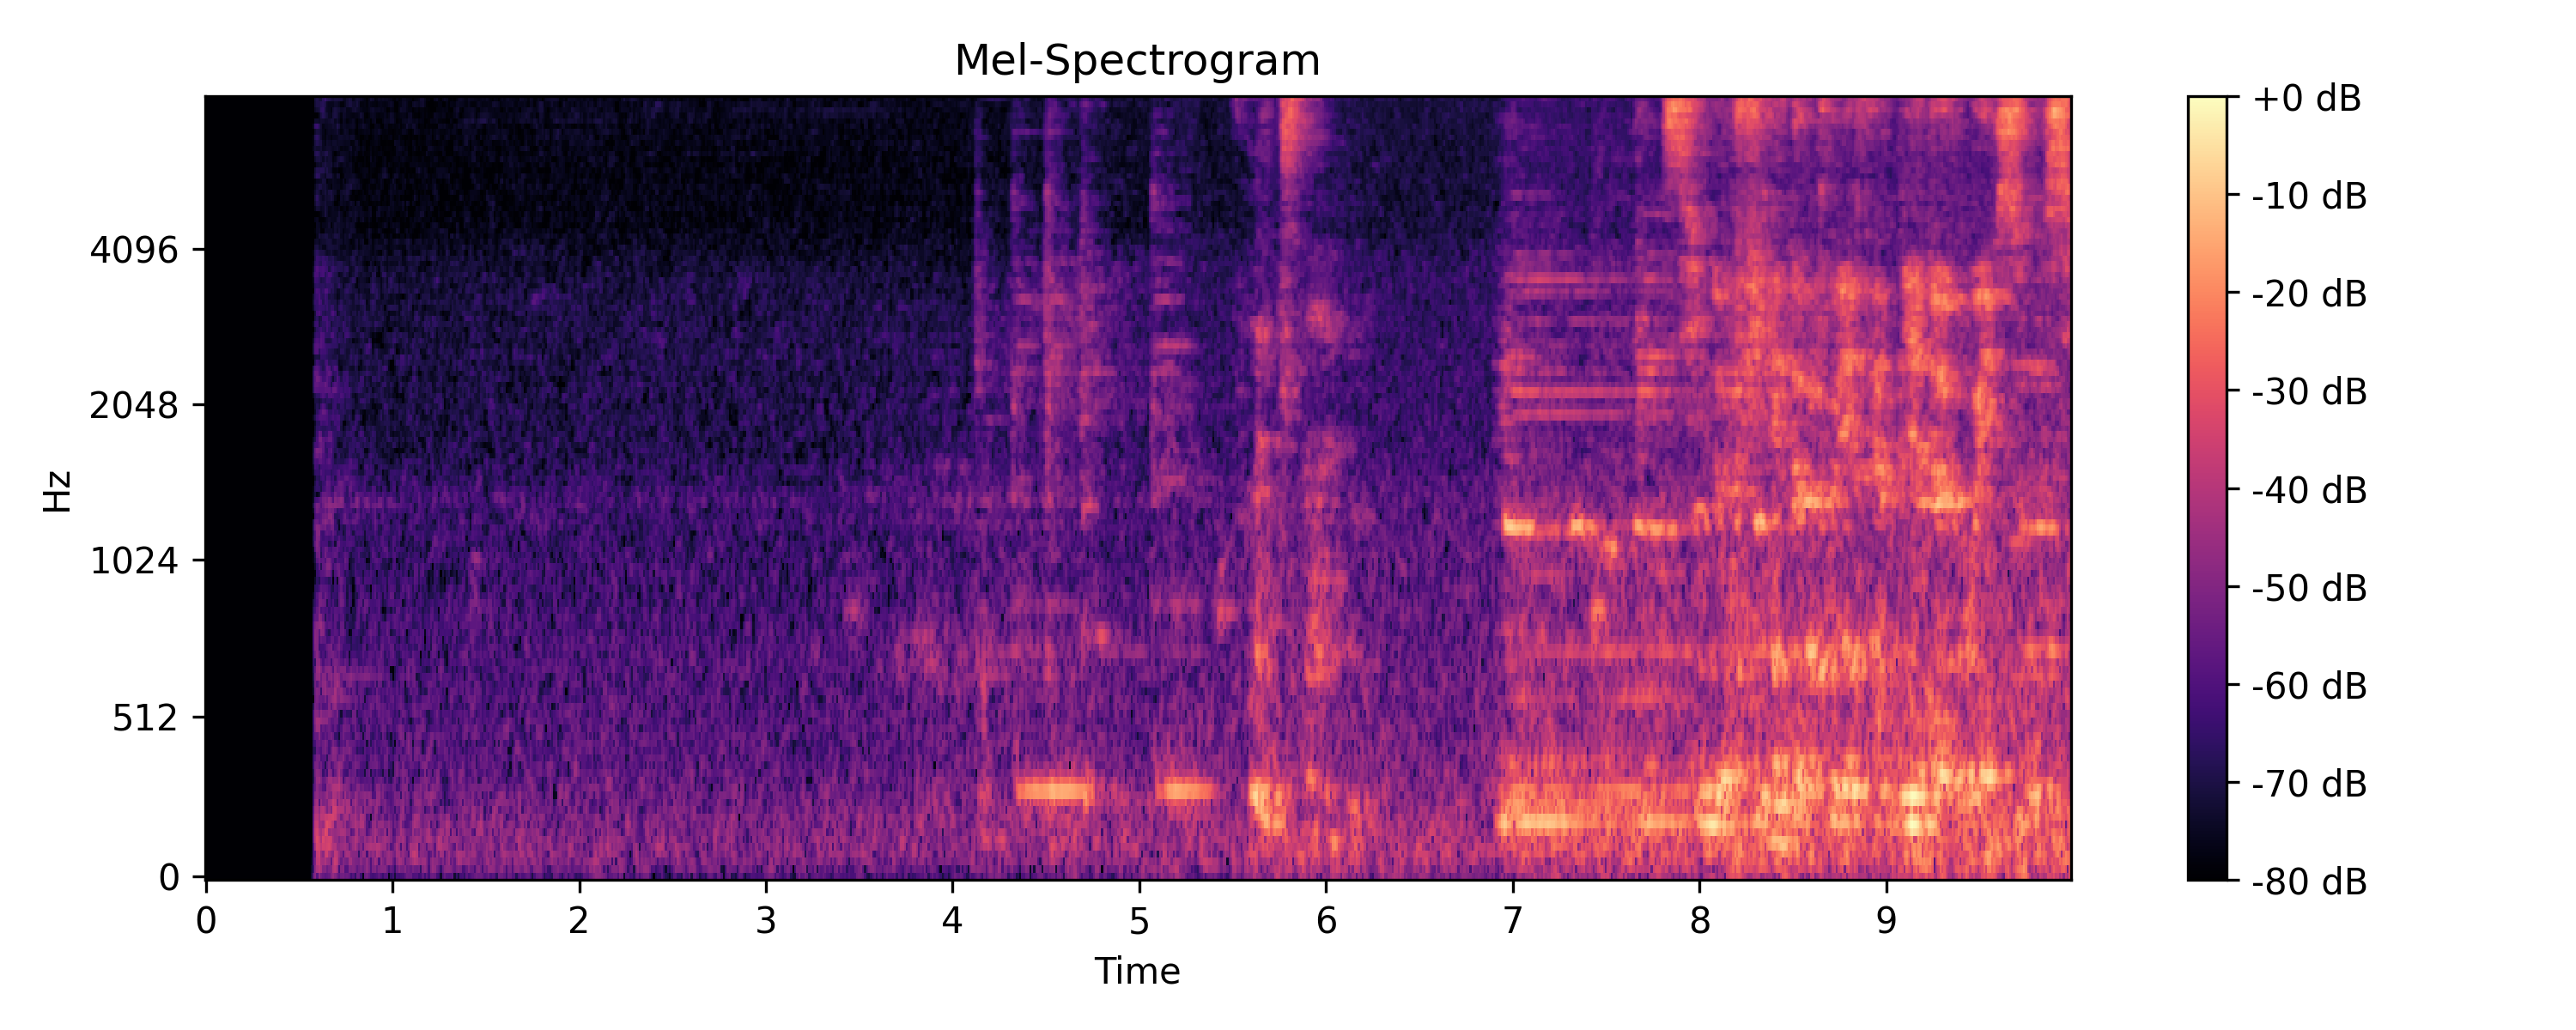 Mel-Spectrogram
+0 dB
-10 dB
-20 dB
-30 dB
-40 dB
-50 dB
-60 dB
-70 dB
-80 dB
4096
2048
1024
512
0
Hz
0 1 2 3 4 5 6 7 8 9
Time